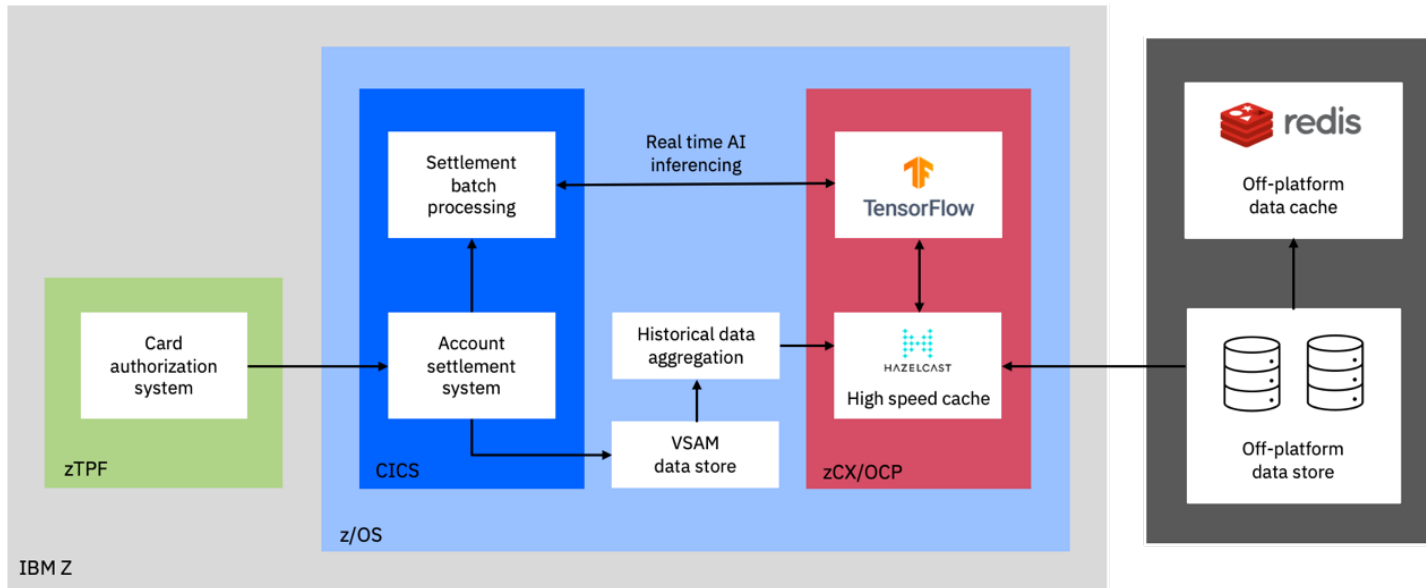 Settlement
batch
processing
Real time AI
inferencing
TensorFlow
redis
Off-platform
data cache
Card
authorization
system
Account
settlement
system
Historical data
aggregation
HAZELCAST
High speed cache
VSAM
data store
Off-platform
data store
zTPF
CICS
zCX/OCP
z/OS
IBM Z